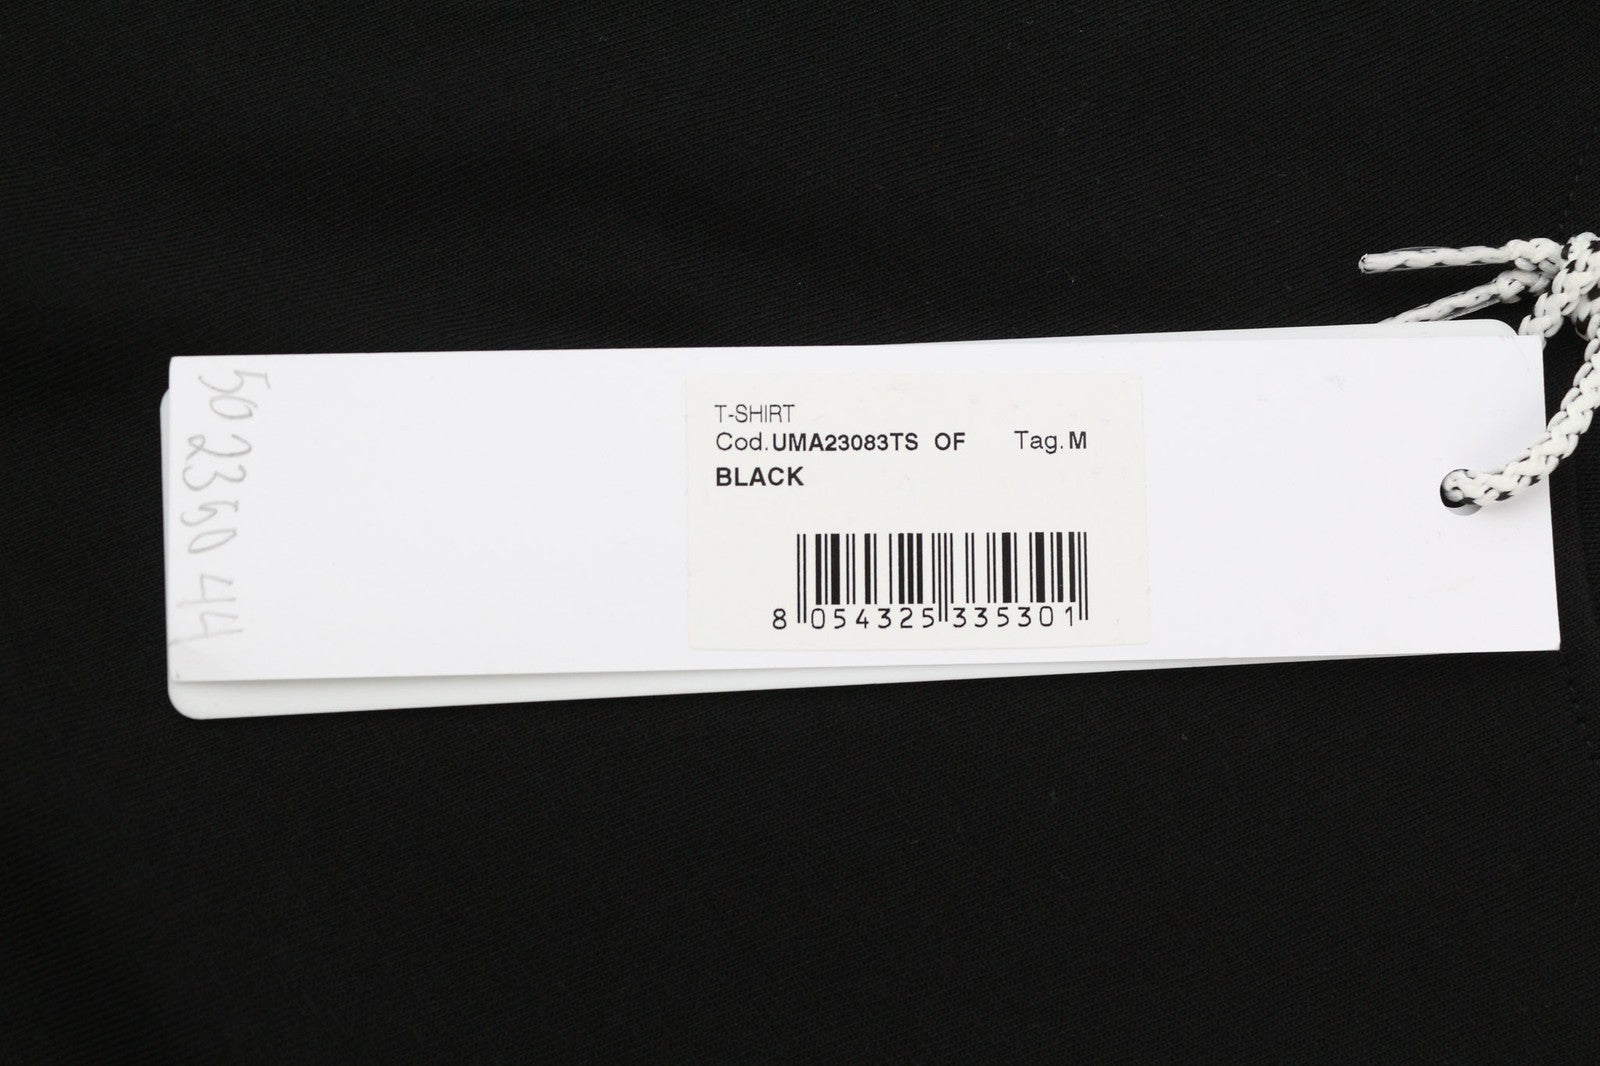 T-SHIRT
Cod. UMA23083TS OF Tag. M
BLACK
8 054325 335301
50235044